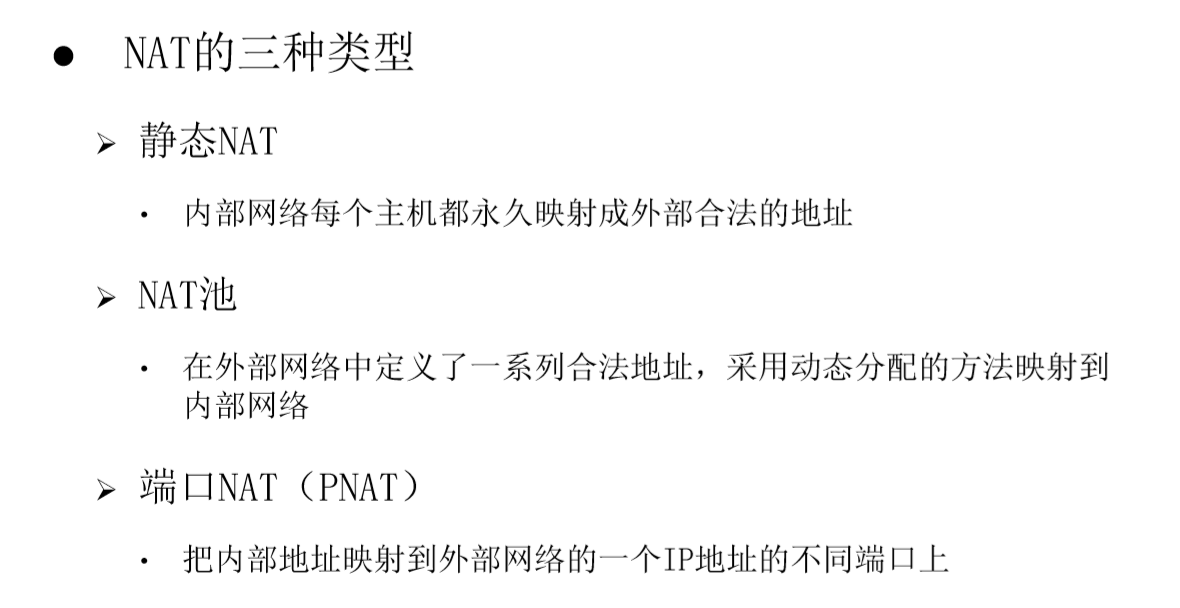 ● NAT的三种类型
➢ 静态NAT
• 内部网络每个主机都永久映射成外部合法的地址
➢ NAT池
• 在外部网络中定义了一系列合法地址，采用动态分配的方法映射到
内部网络
➢ 端口NAT（PNAT）
• 把内部地址映射到外部网络的一个IP地址的不同端口上